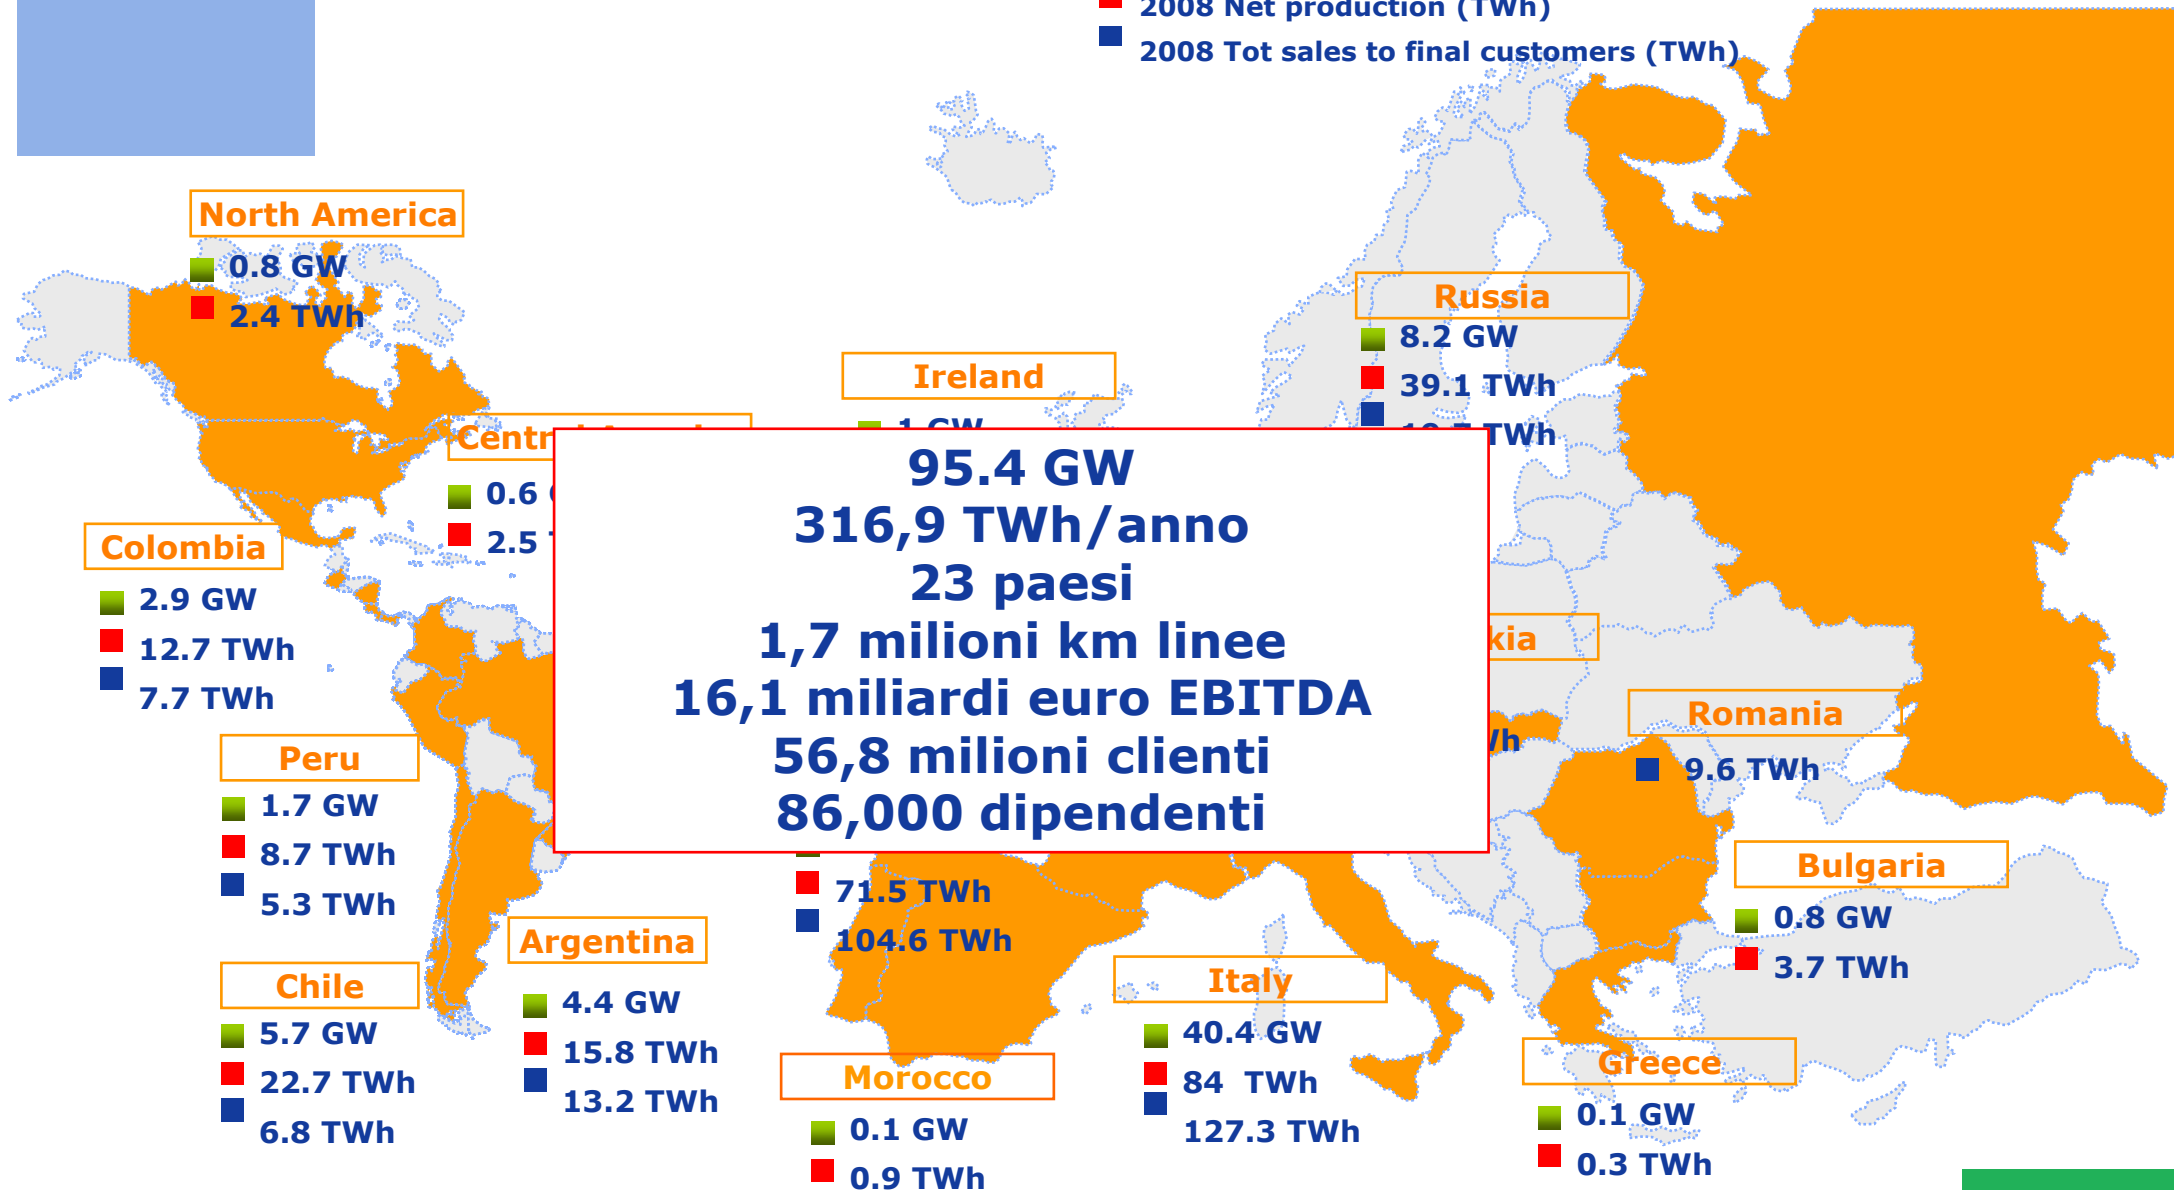 2008 Net production (TWh)
2008 Tot sales to final customers (TWh)
North America
0.8 GW
2.4 TWh
Russia
8.2 GW
39.1 TWh
TWh
Ireland
1 GW
0.6
2.5
Colombia
2.9 GW
12.7 TWh
7.7 TWh
95.4 GW
316,9 TWh/anno
23 paesi
1,7 milioni km linee
16,1 miliardi euro EBITDA
56,8 milioni clienti
86,000 dipendenti
Romania
9.6 TWh
Peru
1.7 GW
8.7 TWh
5.3 TWh
71.5 TWh
104.6 TWh
Bulgaria
0.8 GW
3.7 TWh
Argentina
4.4 GW
15.8 TWh
13.2 TWh
Chile
5.7 GW
22.7 TWh
6.8 TWh
Italy
40.4 GW
84 TWh
127.3 TWh
Morocco
0.1 GW
0.9 TWh
Greece
0.1 GW
0.3 TWh